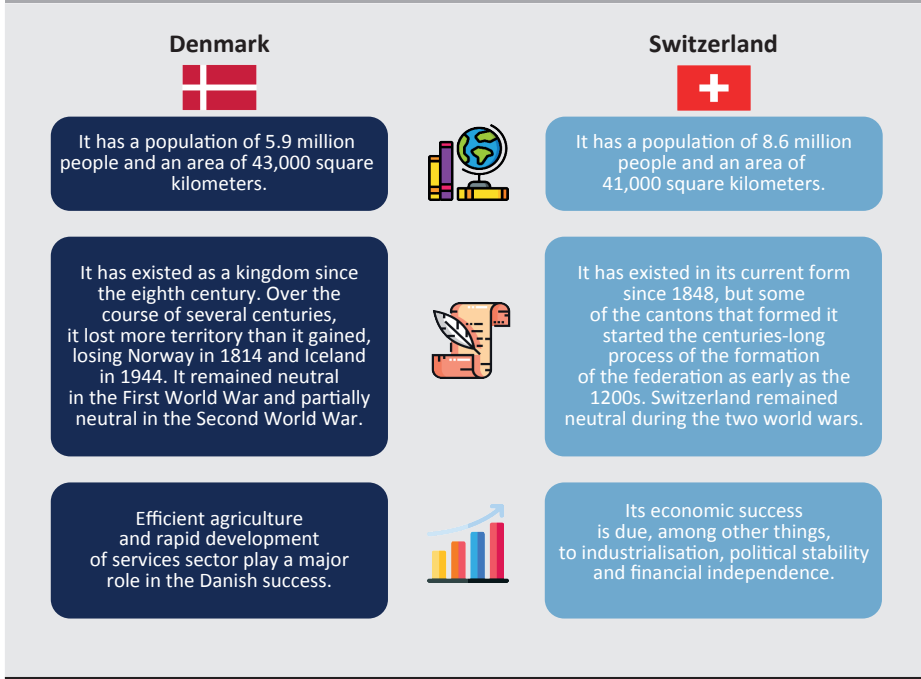 Denmark
Switzerland
It has a population of 5.9 million
people and an area of 43,000 square
kilometers.
It has a population of 8.6 million
people and an area of
41,000 square kilometers.
It has existed as a kingdom since
the eighth century. Over the
course of several centuries,
it lost more territory than it gained,
losing Norway in 1814 and Iceland
in 1944. It remained neutral
in the First World War and partially
neutral in the Second World War.
It has existed in its current form
since 1848, but some
of the cantons that formed it
started the centuries-long
process of the formation
of the federation as early as the
1200s. Switzerland remained
neutral during the two world wars.
Efficient agriculture
and rapid development
of services sector play a major
role in the Danish success.
Its economic success
is due, among other things,
to industrialisation, political stability
and financial independence.